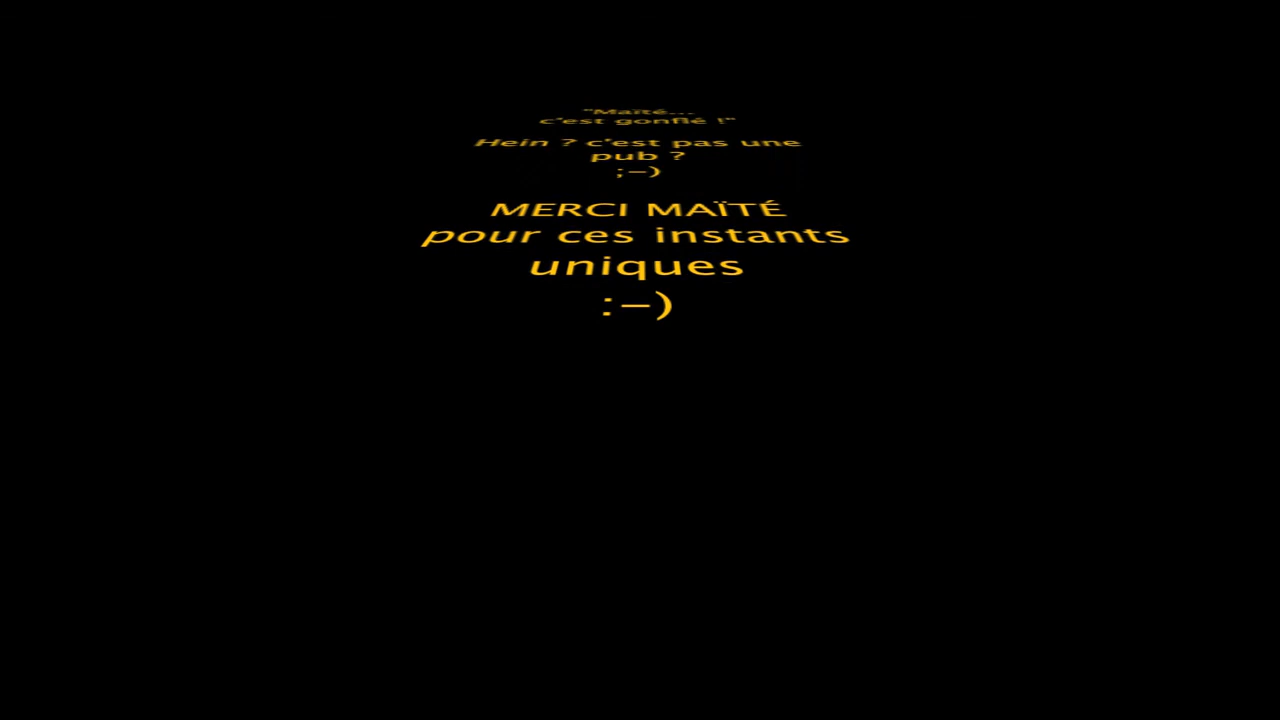 "Maïté...
c'est gonflé !"
Hein ? c'est pas une
pub ?
;-)
MERCI MAÏTÉ
pour ces instants
uniques
:-)